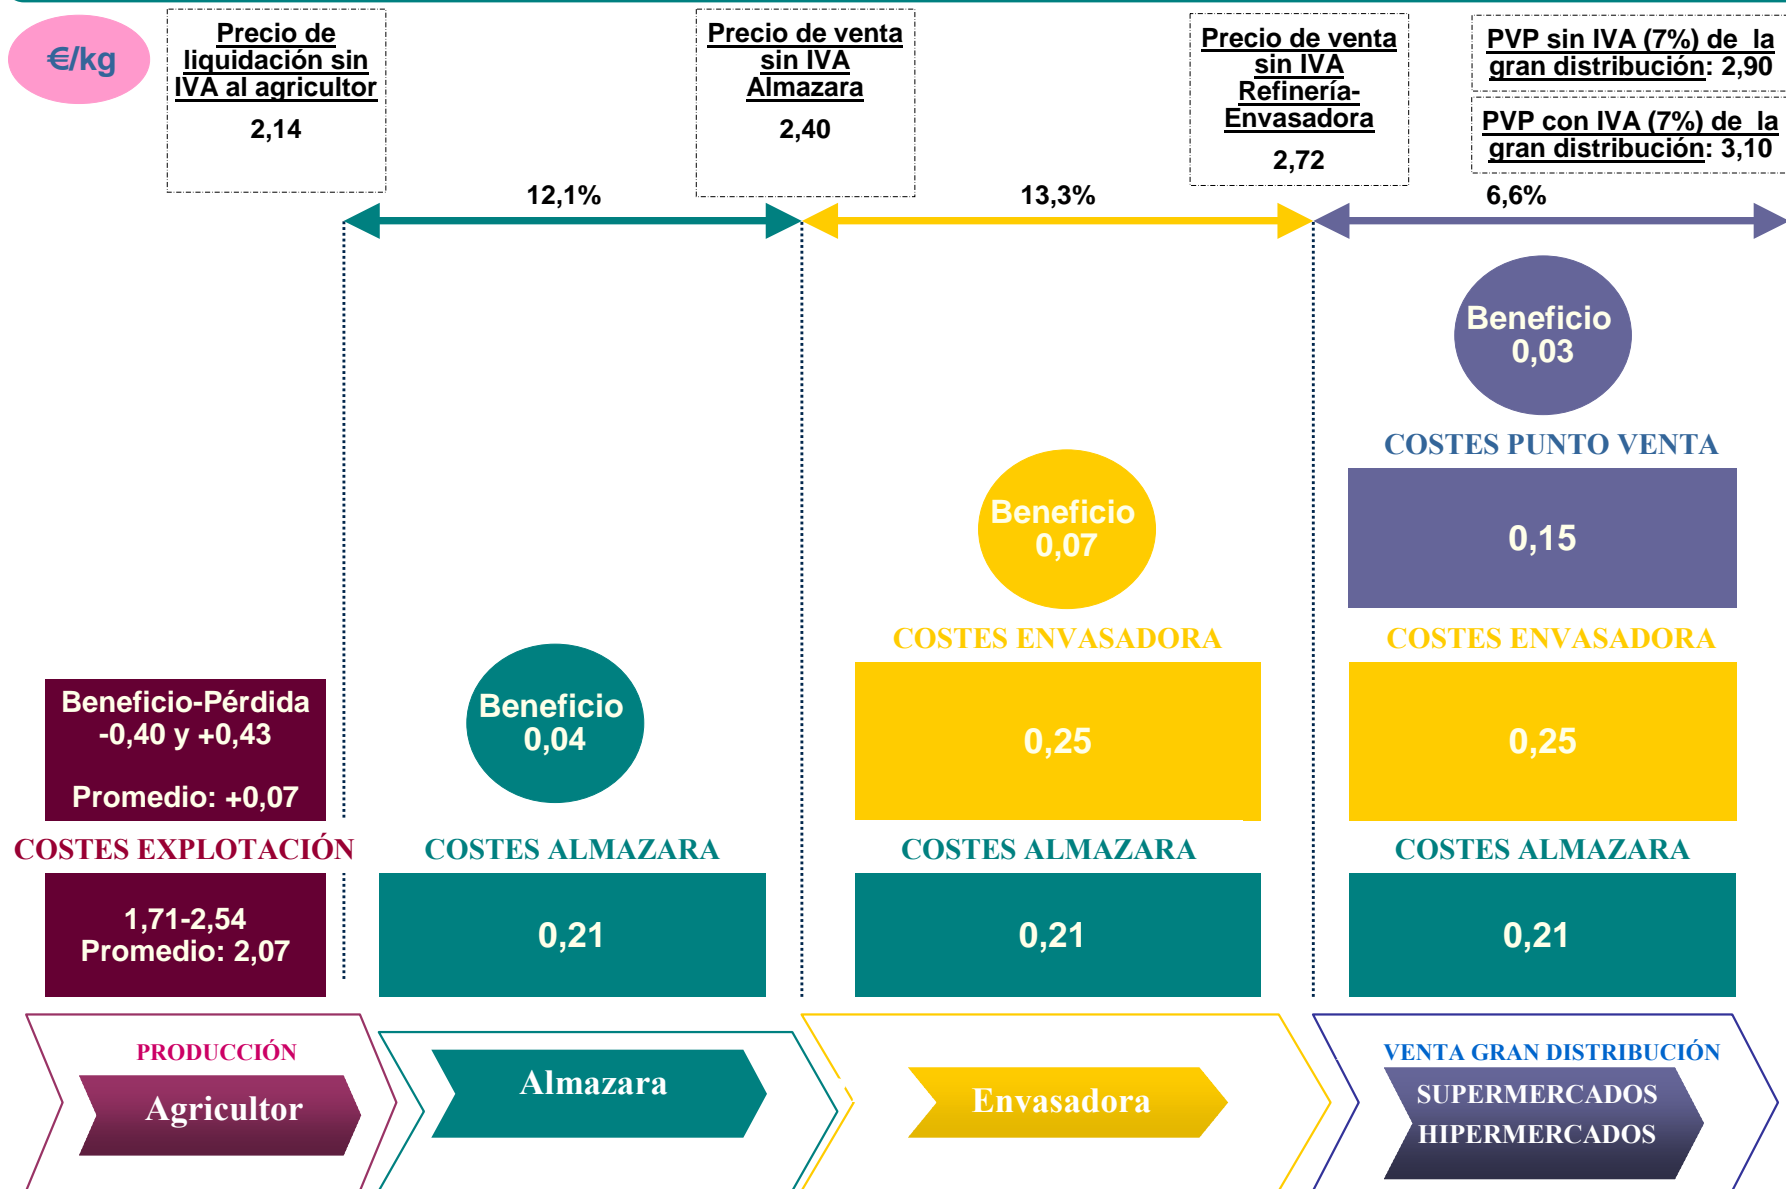 €/kg
Precio de
liquidación sin
IVA al agricultor
2,14
Precio de venta
sin IVA
Almazara
2,40
Precio de venta
sin IVA
Refinería-
Envasadora
2,72
PVP sin IVA (7%) de la
gran distribución: 2,90
PVP con IVA (7%) de la
gran distribución: 3,10
12,1%
13,3%
6,6%
Beneficio
0,03
COSTES PUNTO VENTA
0,15
Beneficio
0,07
COSTES ENVASADORA
0,25
COSTES ENVASADORA
0,25
Beneficio-Pérdida
-0,40 y +0,43
Promedio: +0,07
Beneficio
0,04
COSTES EXPLOTACIÓN
1,71-2,54
Promedio: 2,07
COSTES ALMAZARA
0,21
COSTES ALMAZARA
0,21
COSTES ALMAZARA
0,21
PRODUCCIÓN
Agricultor
Almazara
Envasadora
VENTA GRAN DISTRIBUCIÓN
SUPERMERCADOS
HIPERMERCADOS